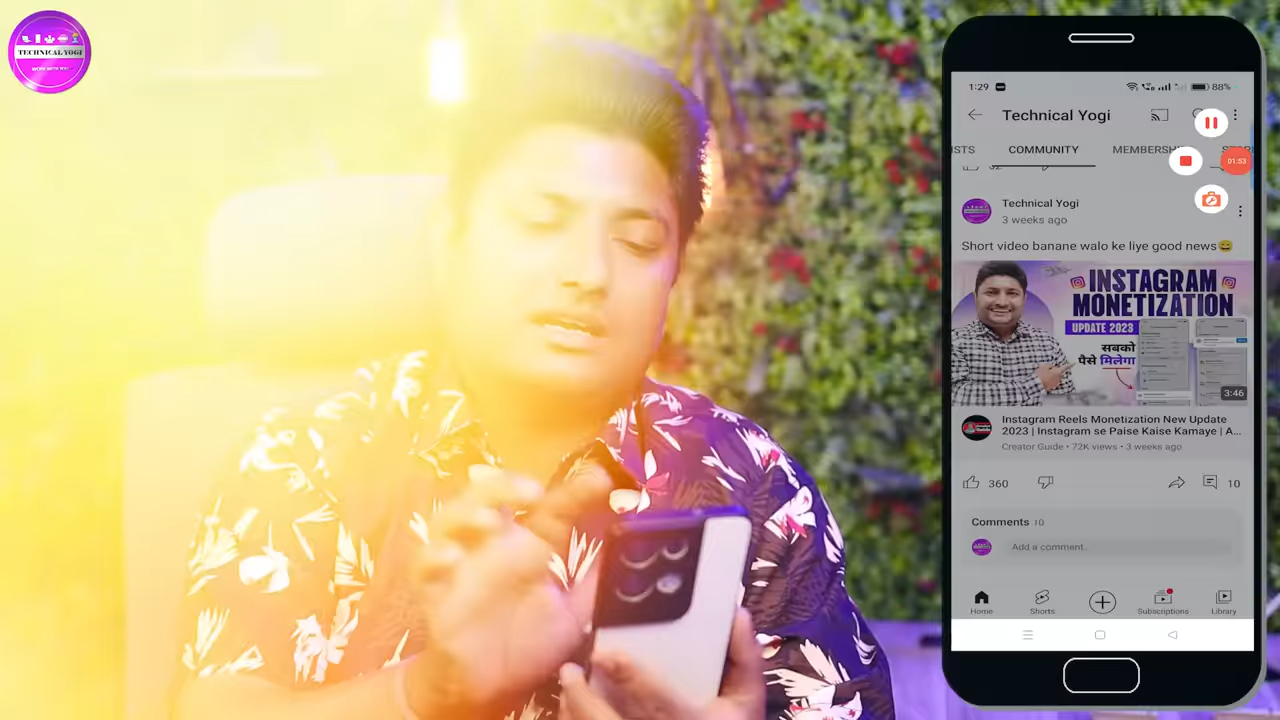 TECHNICAL YOGI
1:29
88%
Technical Yogi
ISTS
COMMUNITY
MEMBERSH
01:53
32
Technical Yogi
3 weeks ago
Short video banane walo ke liye good news😄
INSTAGRAM
MONETIZATION
UPDATE 2023
सबको
पैसे मिलेगा
3:46
Instagram Reels Monetization New Update
2023 | Instagram se Paise Kaise Kamaye | A...
Creator Guide • 72K views • 3 weeks ago
360
10
Comments 10
Add a comment..
Home
Shorts
Subscriptions
Library